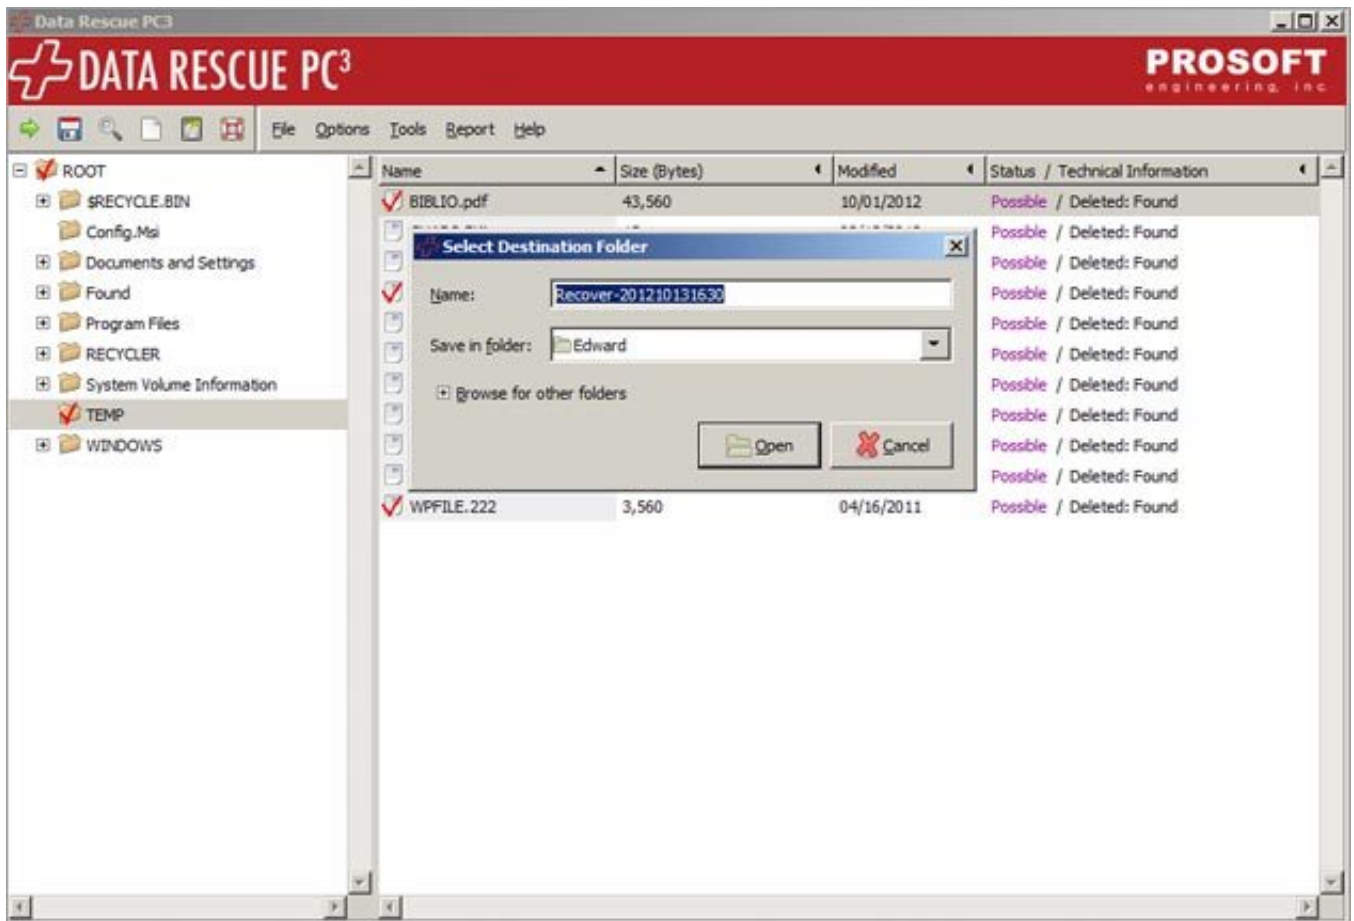 Data Rescue PC3
DATA RESCUE PC³
PROSOFT
engineering, inc
File Options Tools Report Help
ROOT
$RECYCLE.BIN
Config.Msi
Documents and Settings
Found
Program Files
RECYCLER
System Volume Information
TEMP
WINDOWS
Name Size (Bytes) Modified Status / Technical Information
BIBLIO.pdf 43,560 10/01/2012 Possible / Deleted: Found
Possible / Deleted: Found
Possible / Deleted: Found
Possible / Deleted: Found
Possible / Deleted: Found
Possible / Deleted: Found
Possible / Deleted: Found
Possible / Deleted: Found
Possible / Deleted: Found
Possible / Deleted: Found
WPFILE.222 3,560 04/16/2011 Possible / Deleted: Found
Select Destination Folder
Name: Recover-201210131630
Save in folder: Edward
Browse for other folders
Open Cancel